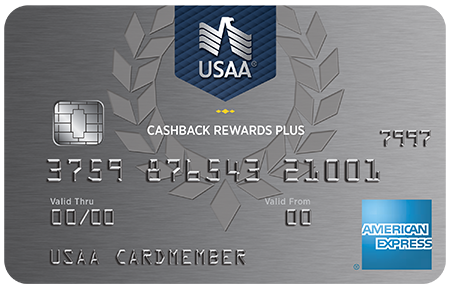 USAA®
CASHBACK REWARDS PLUS
7997
3759 876543 21001
Valid Thru Valid From
00/00 00
USAA CARDMEMBER
AMERICAN
EXPRESS
®